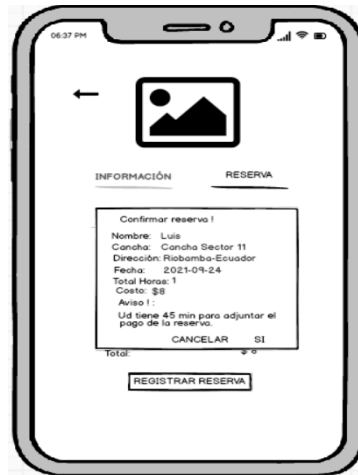 06:37 PM
INFORMACIÓN RESERVA
Confirmar reserva !
Nombre: Luis
Cancha: Cancha Sector 11
Dirección: Riobamba-Ecuador
Fecha: 2021-09-24
Total Horas: 1
Costo: $8
Aviso ! :
Ud tiene 45 min para adjuntar el
pago de la reserva.
CANCELAR SI
Total:
REGISTRAR RESERVA